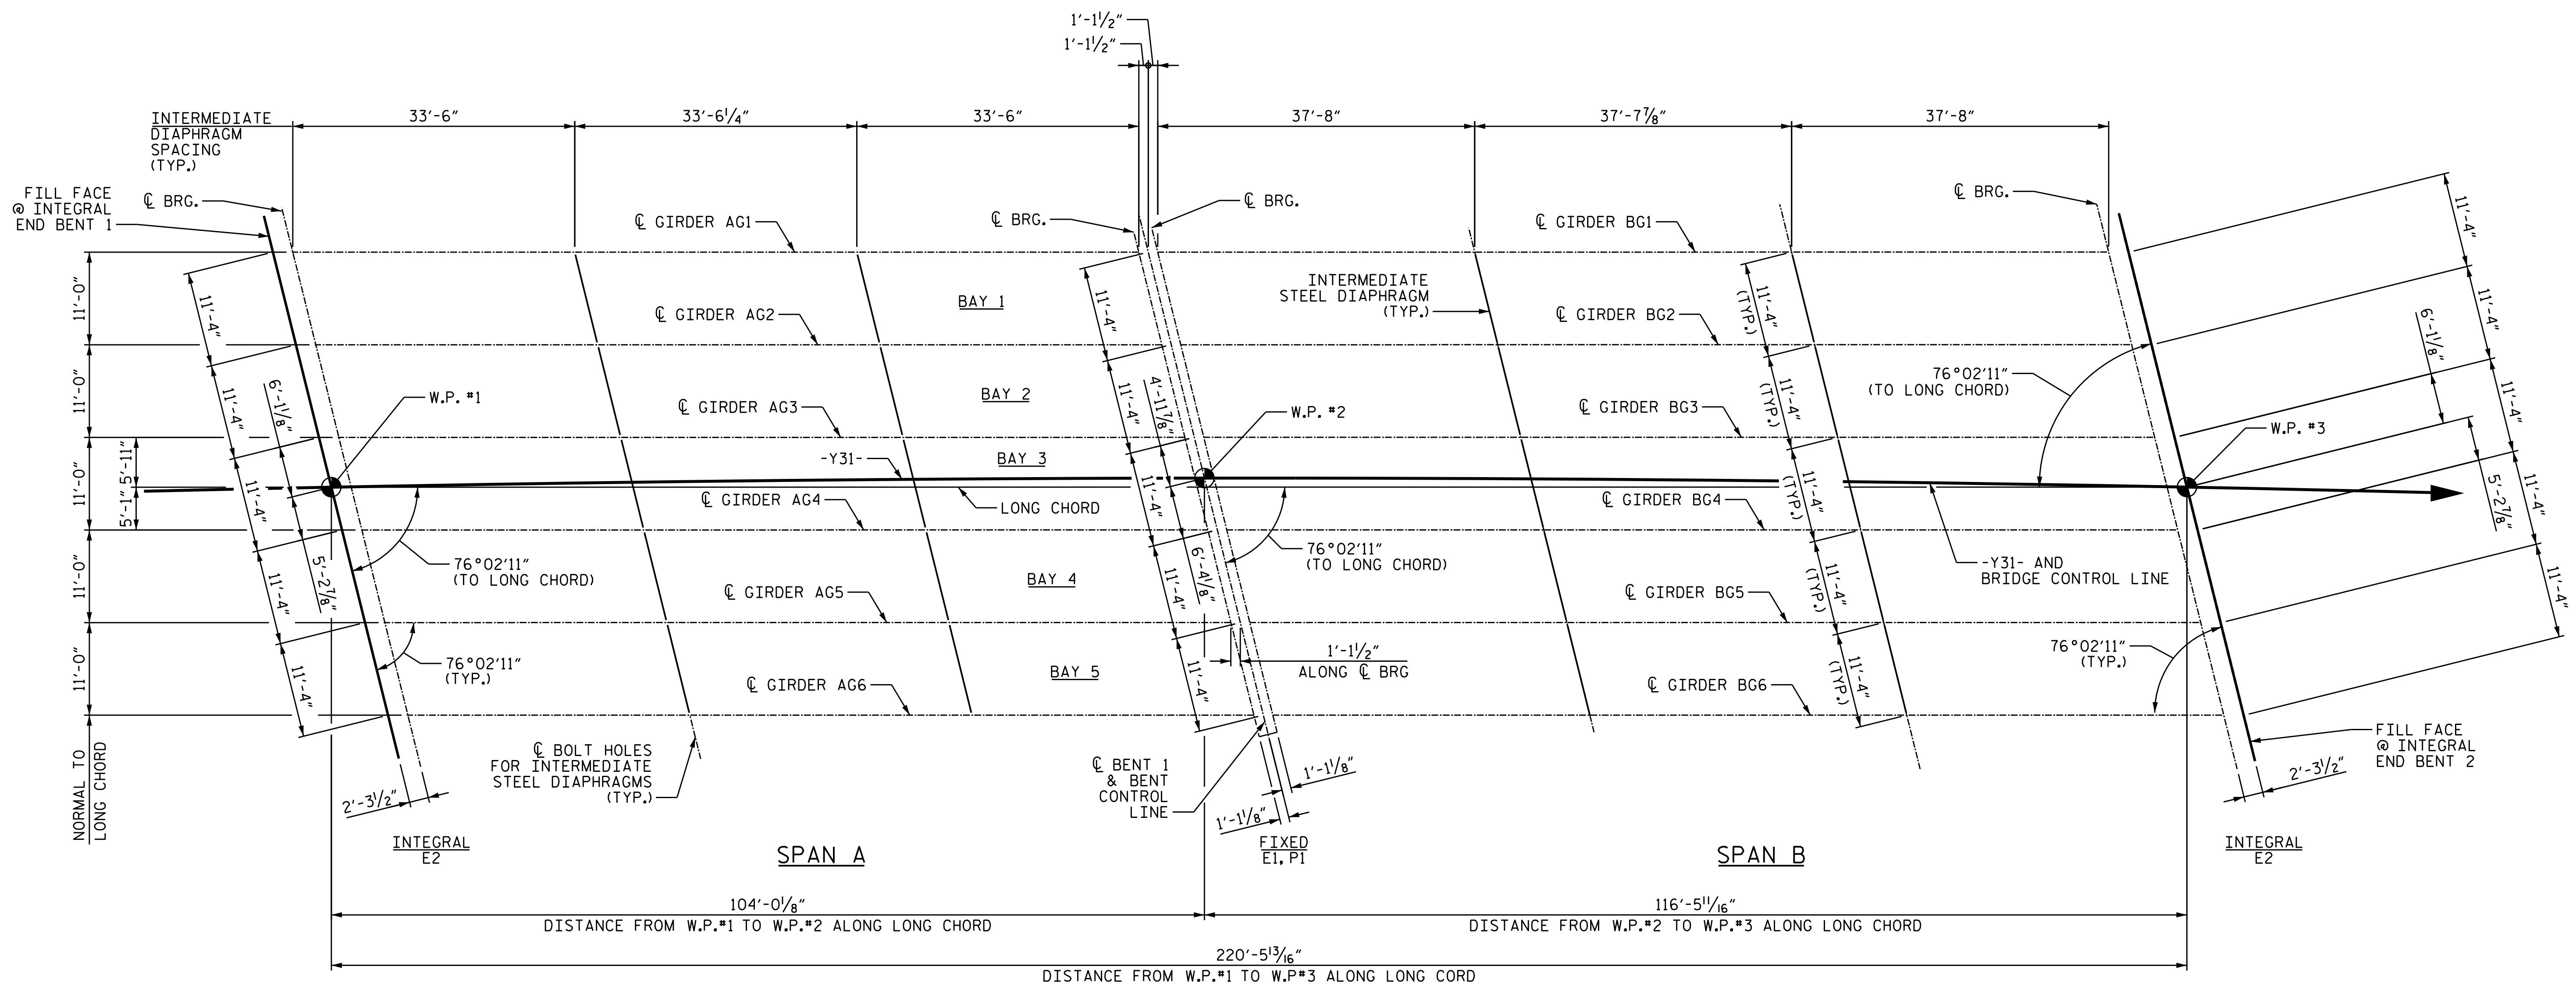 1'-1½"
1'-1½"
33'-6"
33'-6¼"
33'-6"
37'-8"
37'-7⅞"
37'-8"
INTERMEDIATE
DIAPHRAGM
SPACING
(TYP.)
FILL FACE
@ INTEGRAL
END BENT 1
℄ BRG.
℄ GIRDER AG1
℄ BRG.
℄ BRG.
℄ GIRDER BG1
℄ BRG.
11'-4"
11'-0"
11'-4"
BAY 1
11'-4"
INTERMEDIATE
STEEL DIAPHRAGM
(TYP.)
11'-4"
(TYP.)
11'-4"
℄ GIRDER AG2
℄ GIRDER BG2
6'-1⅛"
11'-0"
11'-4"
6'-1⅛"
W.P. #1
BAY 2
11'-4"
4'-11⅞"
W.P. #2
11'-4"
(TYP.)
76°02'11"
(TO LONG CHORD)
11'-4"
℄ GIRDER AG3
℄ GIRDER BG3
W.P. #3
5'-11"
11'-0"
5'-1"
-Y31-
BAY 3
11'-4"
11'-4"
11'-4"
(TYP.)
5'-2⅞"
11'-4"
℄ GIRDER AG4
LONG CHORD
℄ GIRDER BG4
11'-0"
11'-4"
5'-2⅞"
76°02'11"
(TO LONG CHORD)
BAY 4
11'-4"
6'-4⅛"
76°02'11"
(TO LONG CHORD)
11'-4"
(TYP.)
-Y31- AND
BRIDGE CONTROL LINE
11'-4"
℄ GIRDER AG5
℄ GIRDER BG5
11'-0"
11'-4"
76°02'11"
(TYP.)
BAY 5
11'-4"
1'-1½"
ALONG ℄ BRG
11'-4"
(TYP.)
76°02'11"
(TYP.)
℄ GIRDER AG6
℄ GIRDER BG6
NORMAL TO
LONG CHORD
2'-3½"
℄ BOLT HOLES
FOR INTERMEDIATE
STEEL DIAPHRAGMS
(TYP.)
℄ BENT 1
& BENT
CONTROL
LINE
1'-1⅛"
1'-1⅛"
FILL FACE
@ INTEGRAL
END BENT 2
2'-3½"
INTEGRAL
E2
SPAN A
FIXED
E1, P1
SPAN B
INTEGRAL
E2
104'-0⅛"
DISTANCE FROM W.P.#1 TO W.P.#2 ALONG LONG CHORD
116'-5¹¹⁄₁₆"
DISTANCE FROM W.P.#2 TO W.P.#3 ALONG LONG CHORD
220'-5¹³⁄₁₆"
DISTANCE FROM W.P.#1 TO W.P#3 ALONG LONG CORD